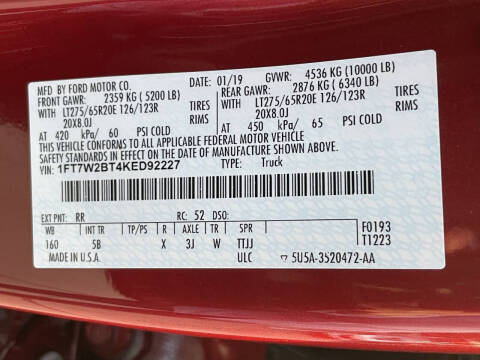 MFD. BY FORD MOTOR CO.
DATE: 01/19 GVWR: 4536 KG (10000 LB)
FRONT GAWR: 2359 KG (5200 LB) REAR GAWR: 2876 KG (6340 LB)
WITH LT275/65R20E 126/123R TIRES WITH LT275/65R20E 126/123R TIRES
20X8.0J RIMS 20X8.0J RIMS
AT 420 kPa/ 60 PSI COLD AT 450 kPa/ 65 PSI COLD
THIS VEHICLE CONFORMS TO ALL APPLICABLE FEDERAL MOTOR VEHICLE
SAFETY STANDARDS IN EFFECT ON THE DATE OF MANUFACTURE SHOWN ABOVE.
VIN: 1FT7W2BT4KED92227 TYPE: Truck
EXT PNT: RR RC: 52 DSO: F0193
WB INT TR TP/PS R AXLE TR SPR T1223
160 5B X 3J W TTJJ
MADE IN U.S.A. ULC 5U5A-3520472-AA